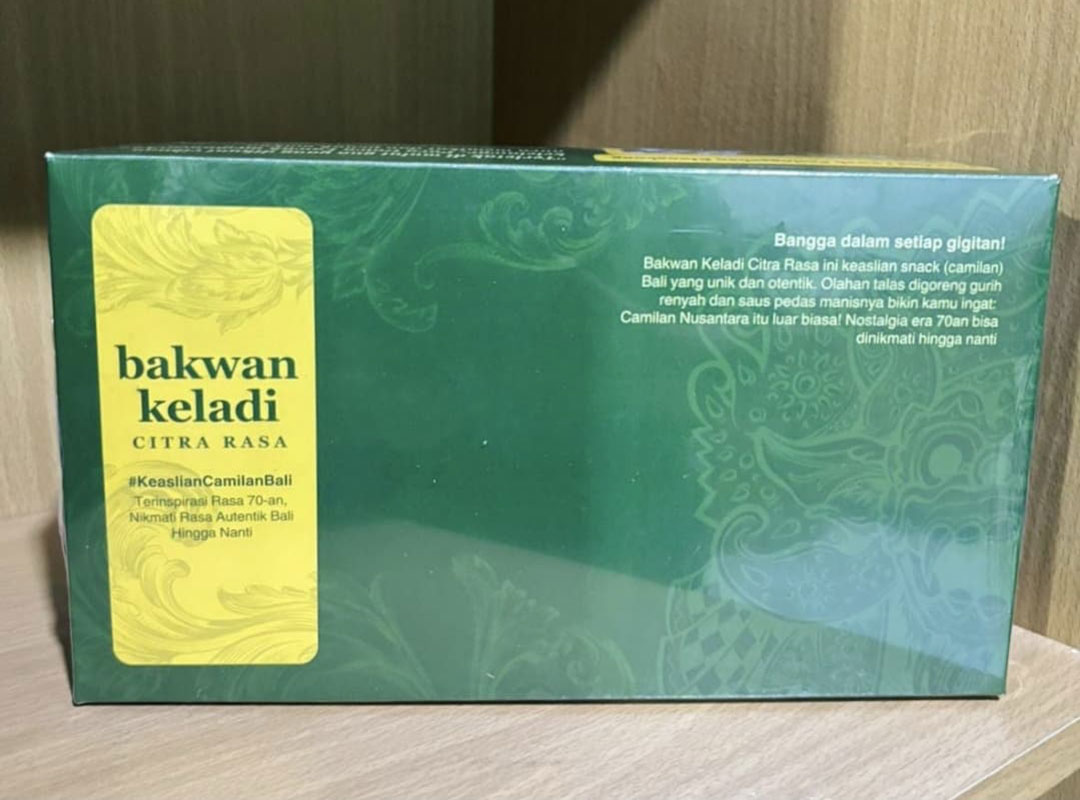 bakwan
keladi
CITRA RASA
#KeaslianCamilanBali
Terinspirasi Rasa 70-an,
Nikmati Rasa Autentik Bali
Hingga Nanti
Bangga dalam setiap gigitan!
Bakwan Keladi Citra Rasa ini keaslian snack (camilan)
Bali yang unik dan otentik. Olahan talas digoreng gurih
renyah dan saus pedas manisnya bikin kamu ingat:
Camilan Nusantara itu luar biasa! Nostalgia era 70an bisa
dinikmati hingga nanti